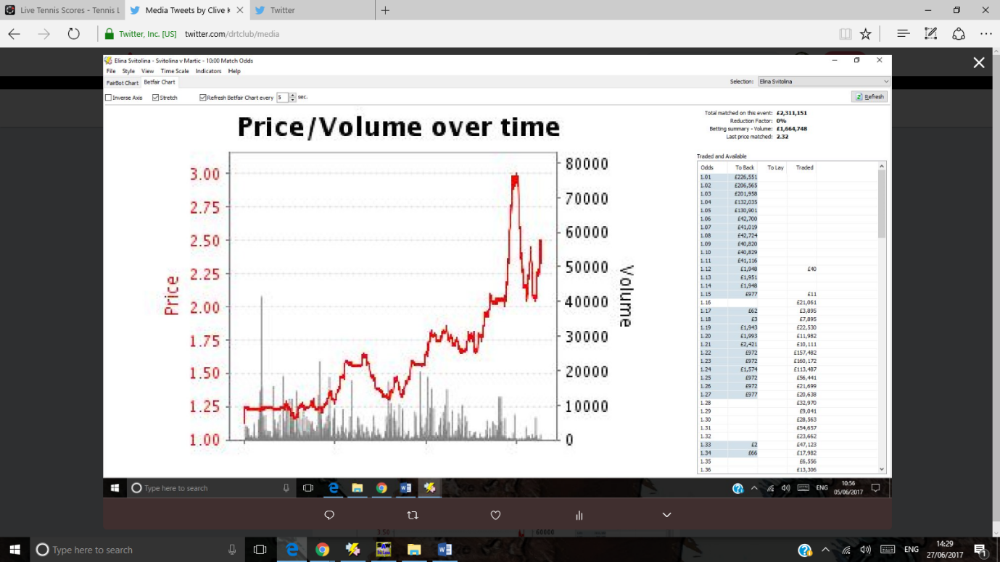 Live Tennis Scores - Tennis L
Media Tweets by Clive K
Twitter
Twitter, Inc. [US] twitter.com/drtclub/media
Elina Svitolina - Svitolina v Martic - 10:00 Match Odds
File Style View Time Scale Indicators Help
FairBot Chart Betfair Chart
Selection: Elina Svitolina
Inverse Axis Stretch Refresh Betfair Chart every 5 sec.
Refresh
Price/Volume over time
Total matched on this event: £2,311,151
Reduction Factor: 0%
Betting summary - Volume: £1,664,748
Last price matched: 2.32
Price
3.00
2.75
2.50
2.25
2.00
1.75
1.50
1.25
1.00
80000
70000
60000
50000
40000
30000
20000
10000
0
Volume
Traded and Available
Odds To Back To Lay Traded
1.01 £226,551
1.02 £206,565
1.03 £201,958
1.04 £132,035
1.05 £130,901
1.06 £42,700
1.07 £41,019
1.08 £42,724
1.09 £40,820
1.10 £40,829
1.11 £41,116
1.12 £1,948 £40
1.13 £1,951
1.14 £1,948
1.15 £977 £11
1.16 £21,061
1.17 £62 £3,895
1.18 £3 £7,895
1.19 £1,943 £22,530
1.20 £1,993 £11,982
1.21 £2,421 £10,111
1.22 £972 £157,482
1.23 £972 £160,172
1.24 £1,574 £113,487
1.25 £972 £56,441
1.26 £972 £21,699
1.27 £977 £20,638
1.28 £32,970
1.29 £9,041
1.30 £28,563
1.31 £54,657
1.32 £23,662
1.33 £2 £47,123
1.34 £66 £17,982
1.35 £6,556
1.36 £13,306
Type here to search
ENG
10:56
05/06/2017
3.50
60000
Type here to search
ENG
14:29
27/06/2017
1